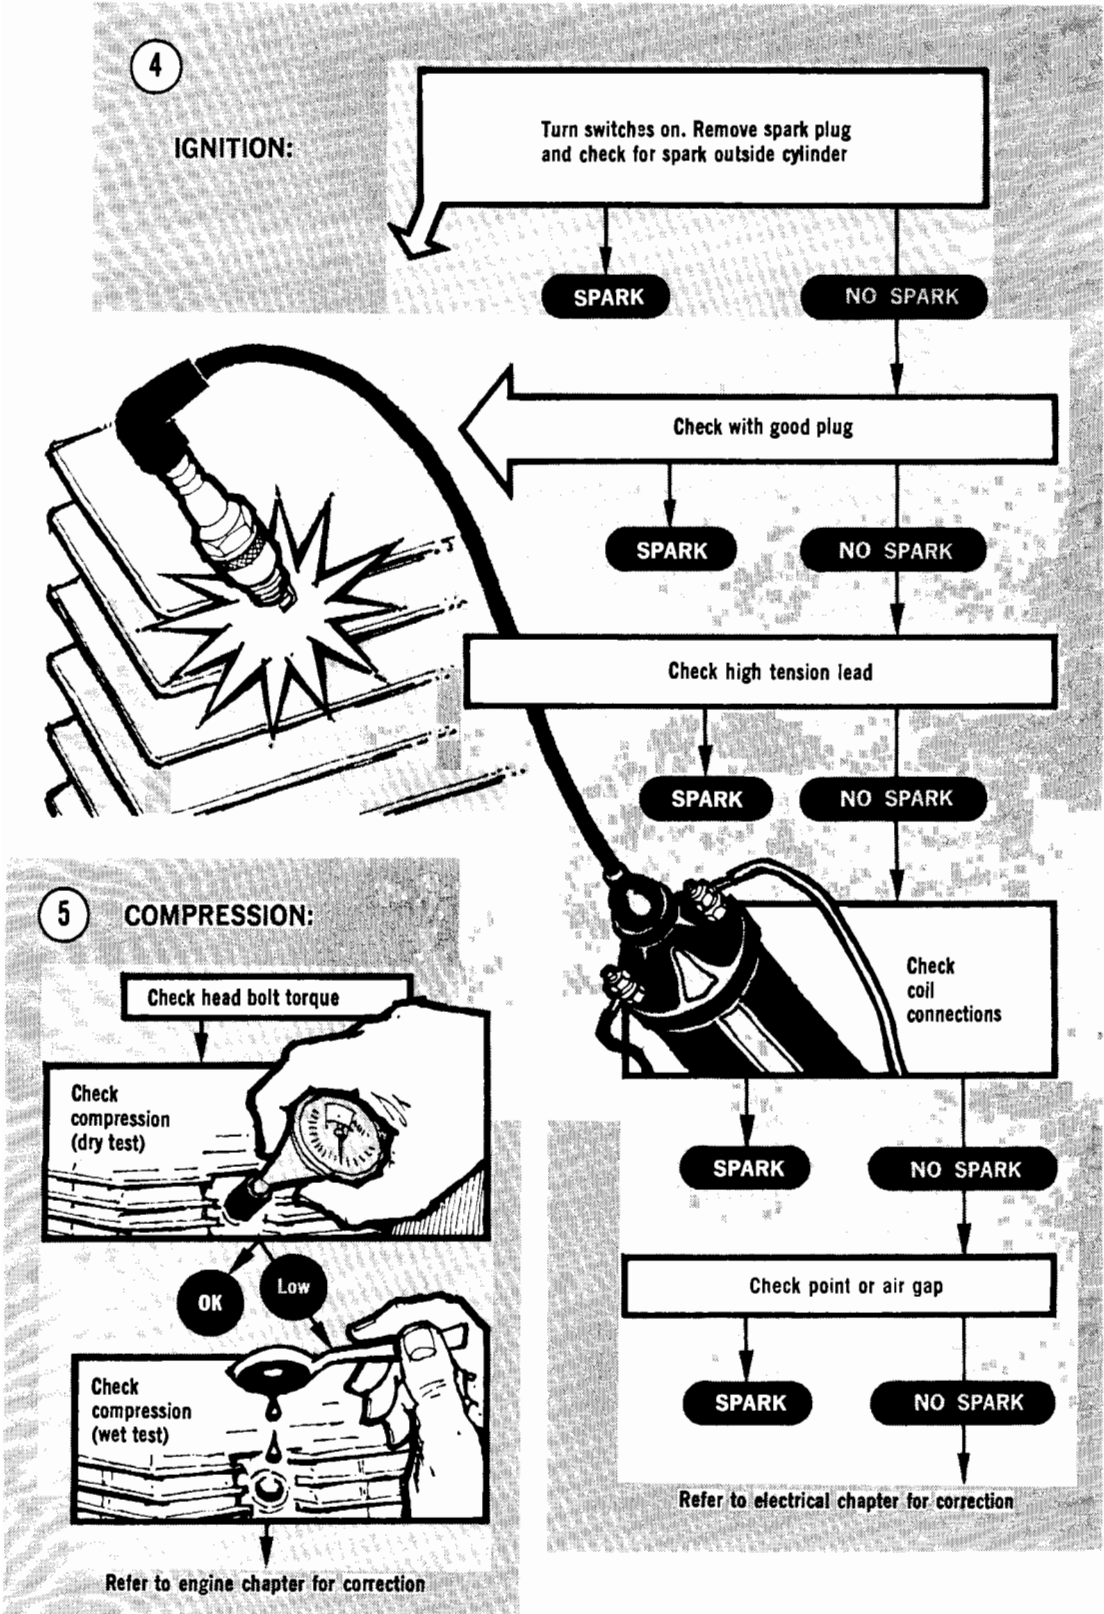 4
IGNITION:
Turn switches on. Remove spark plug
and check for spark outside cylinder
SPARK
NO SPARK
Check with good plug
SPARK
NO SPARK
Check high tension lead
SPARK
NO SPARK
Check
coil
connections
SPARK
NO SPARK
Check point or air gap
SPARK
NO SPARK
Refer to electrical chapter for correction
5
COMPRESSION:
Check head bolt torque
Check
compression
(dry test)
OK
Low
Check
compression
(wet test)
Refer to engine chapter for correction